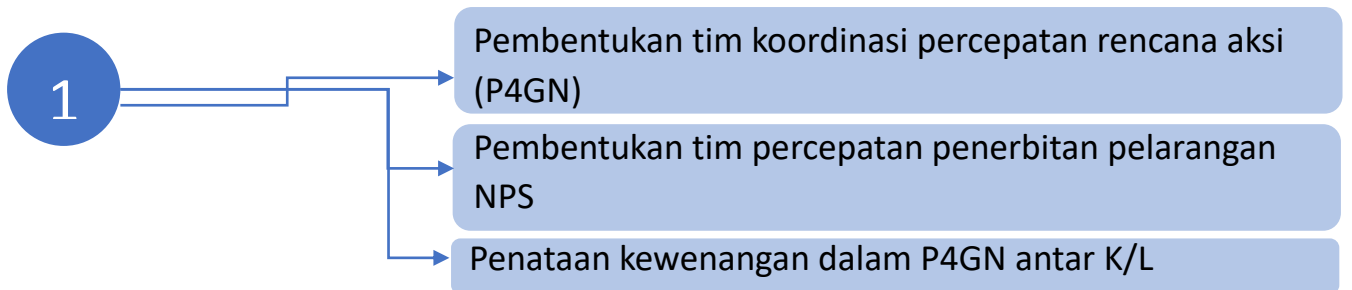 1
Pembentukan tim koordinasi percepatan rencana aksi
(P4GN)
Pembentukan tim percepatan penerbitan pelarangan
NPS
Penataan kewenangan dalam P4GN antar K/L